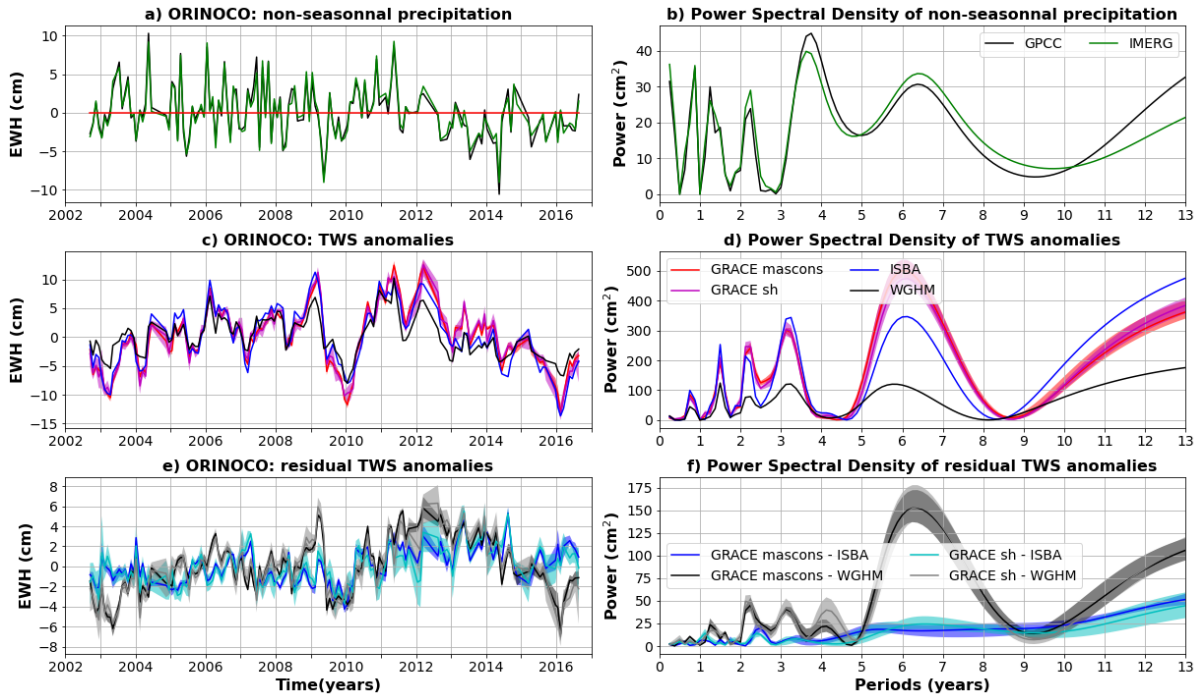 a) ORINOCO: non-seasonnal precipitation
EWH (cm)
10
5
0
−5
−10
2002 2004 2006 2008 2010 2012 2014 2016
b) Power Spectral Density of non-seasonnal precipitation
Power (cm²)
40
30
20
10
0
GPCC IMERG
0 1 2 3 4 5 6 7 8 9 10 11 12 13
c) ORINOCO: TWS anomalies
EWH (cm)
10
5
0
−5
−10
−15
2002 2004 2006 2008 2010 2012 2014 2016
d) Power Spectral Density of TWS anomalies
Power (cm²)
500
400
300
200
100
0
GRACE mascons ISBA
GRACE sh WGHM
0 1 2 3 4 5 6 7 8 9 10 11 12 13
e) ORINOCO: residual TWS anomalies
EWH (cm)
8
6
4
2
0
−2
−4
−6
−8
2002 2004 2006 2008 2010 2012 2014 2016
Time(years)
f) Power Spectral Density of residual TWS anomalies
Power (cm²)
175
150
125
100
75
50
25
0
GRACE mascons - ISBA GRACE sh - ISBA
GRACE mascons - WGHM GRACE sh - WGHM
0 1 2 3 4 5 6 7 8 9 10 11 12 13
Periods (years)